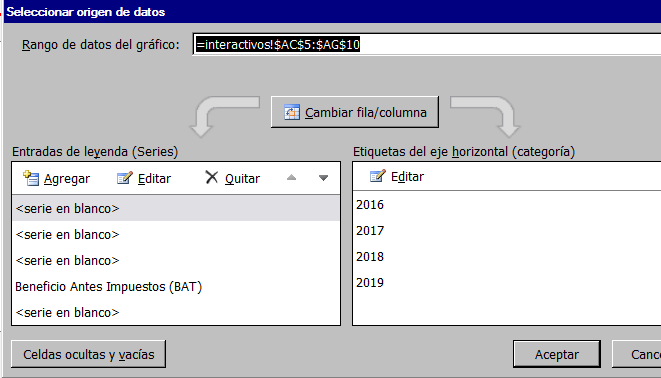 Seleccionar origen de datos
Rango de datos del gráfico: =interactivos!$AC$5:$AG$10
Cambiar fila/columna
Entradas de leyenda (Series)
Etiquetas del eje horizontal (categoría)
Agregar Editar Quitar
Editar
<serie en blanco>
<serie en blanco>
<serie en blanco>
Beneficio Antes Impuestos (BAT)
<serie en blanco>
2016
2017
2018
2019
Celdas ocultas y vacías
Aceptar
Cance